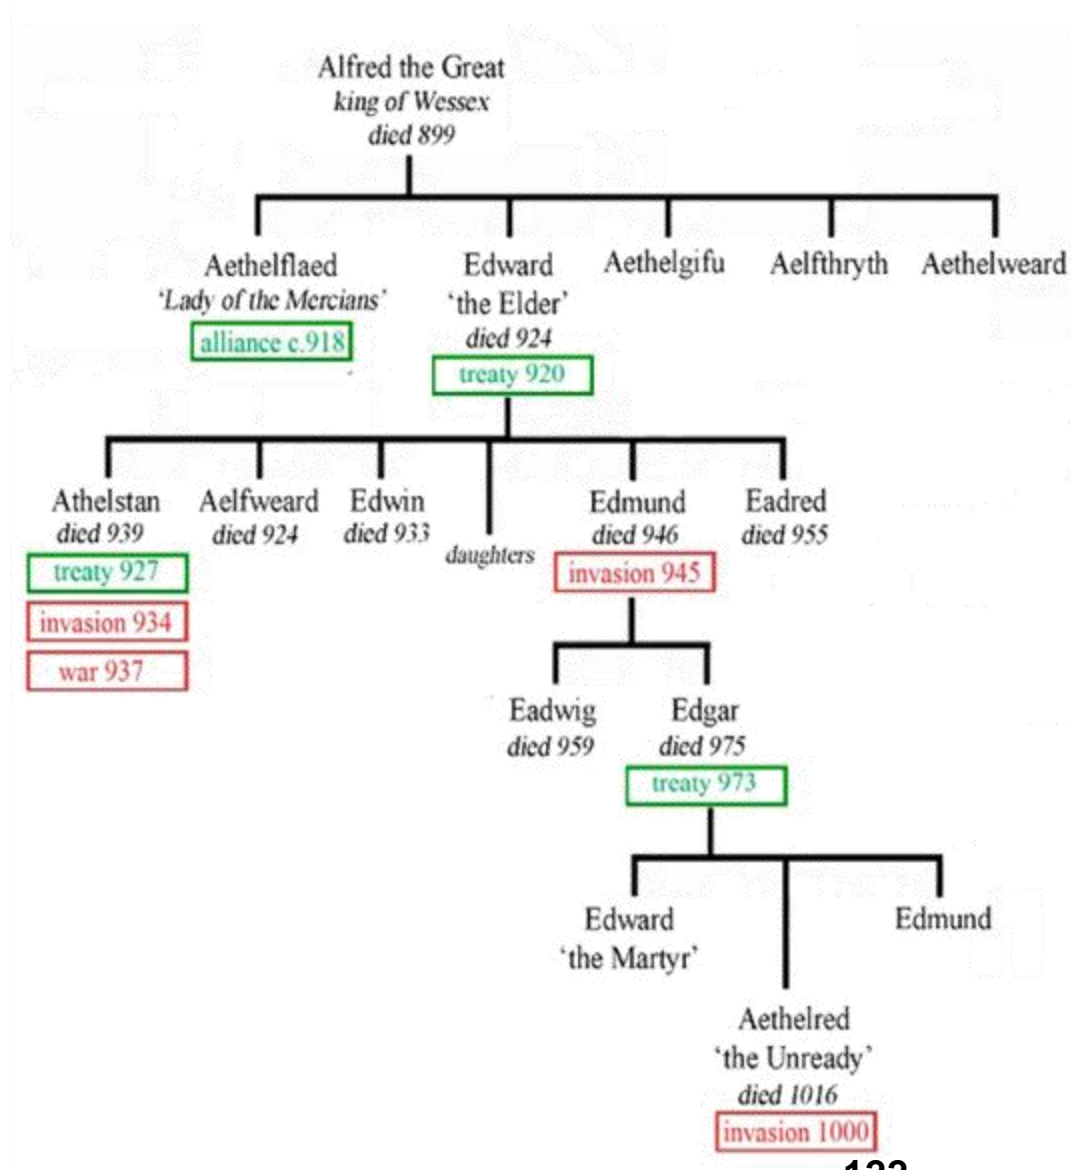 Alfred the Great
king of Wessex
died 899
Aethelflaed
'Lady of the Mercians'
alliance c.918
Edward
'the Elder'
died 924
treaty 920
Aethelgifu
Aelfthryth
Aethelweard
Athelstan
died 939
treaty 927
invasion 934
war 937
Aelfweard
died 924
Edwin
died 933
daughters
Edmund
died 946
invasion 945
Eadred
died 955
Eadwig
died 959
Edgar
died 975
treaty 973
Edward
'the Martyr'
Aethelred
'the Unready'
died 1016
invasion 1000
Edmund